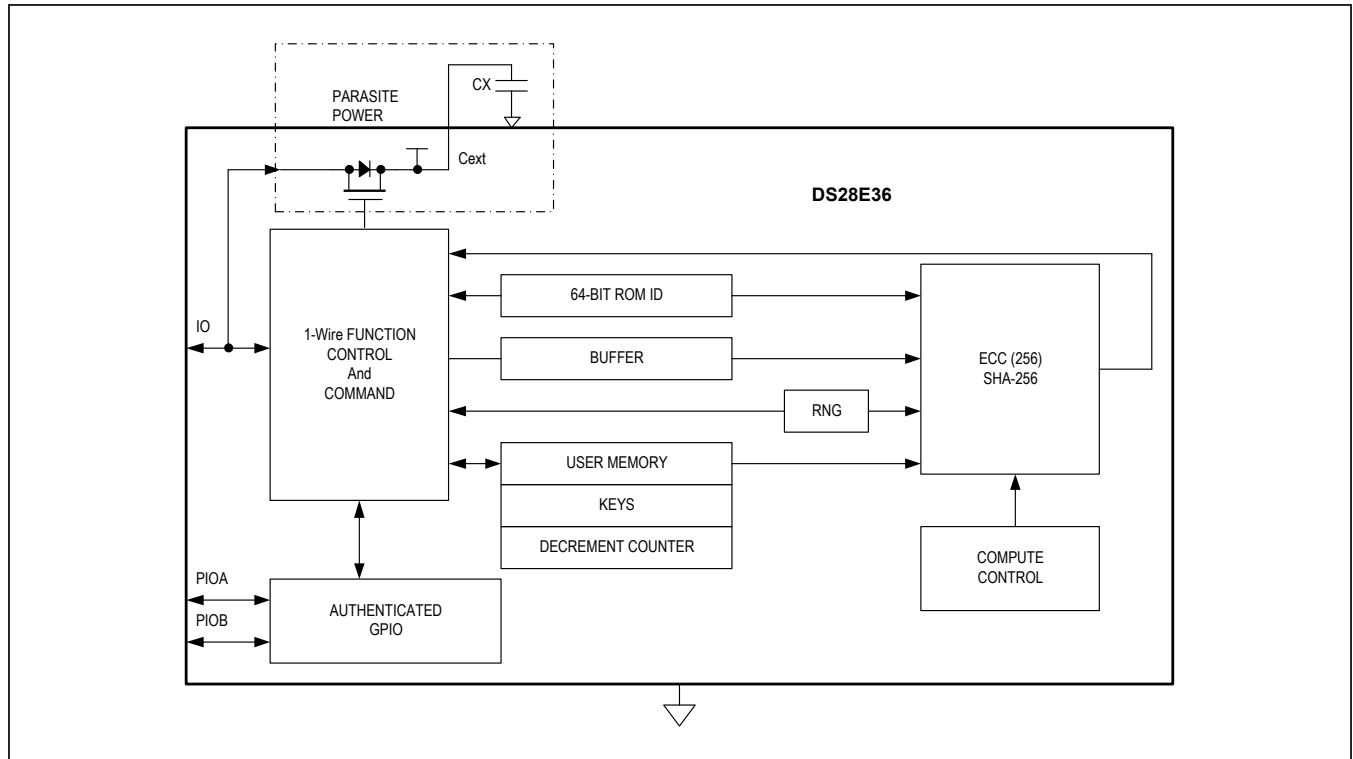 CX
PARASITE
POWER
Cext
DS28E36
64-BIT ROM ID
IO
1-Wire FUNCTION
CONTROL
And
COMMAND
BUFFER
ECC (256)
SHA-256
RNG
USER MEMORY
KEYS
DECREMENT COUNTER
COMPUTE
CONTROL
PIOA
PIOB
AUTHENTICATED
GPIO